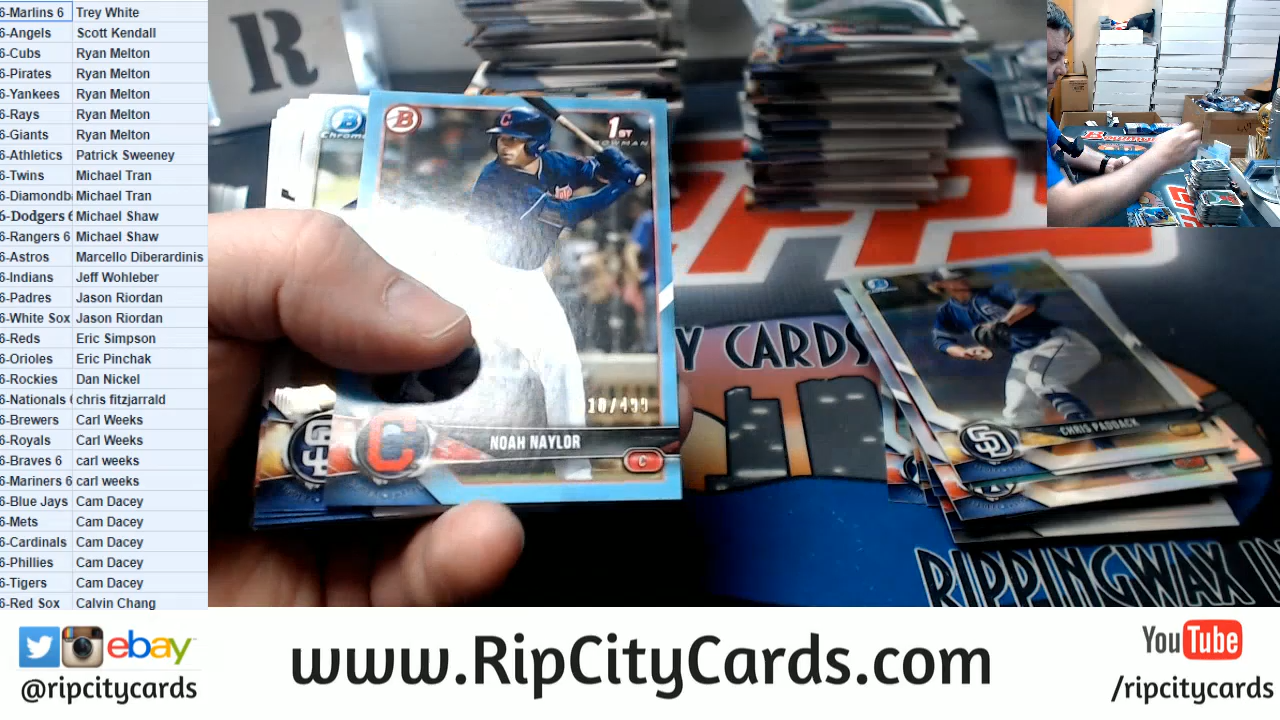 6-Marlins 6 Trey White
6-Angels Scott Kendall
6-Cubs Ryan Melton
6-Pirates Ryan Melton
6-Yankees Ryan Melton
6-Rays Ryan Melton
6-Giants Ryan Melton
6-Athletics Patrick Sweeney
6-Twins Michael Tran
6-Diamondb Michael Tran
6-Dodgers 6 Michael Shaw
6-Rangers 6 Michael Shaw
6-Astros Marcello Diberardinis
6-Indians Jeff Wohleber
6-Padres Jason Riordan
6-White Sox Jason Riordan
6-Reds Eric Simpson
6-Orioles Eric Pinchak
6-Rockies Dan Nickel
6-Nationals chris fitzjarrald
6-Brewers Carl Weeks
6-Royals Carl Weeks
6-Braves 6 carl weeks
6-Mariners 6 carl weeks
6-Blue Jays Cam Dacey
6-Mets Cam Dacey
6-Cardinals Cam Dacey
6-Phillies Cam Dacey
6-Tigers Cam Dacey
6-Red Sox Calvin Chang
R
B
Chrome
B
1ST
BOWMAN
C
10/499
NOAH NAYLOR
C
C
SD
CHRIS PADDACK
SD
Y CARDS
RIPPINGWAX IN
ebay
@ripcitycards
www.RipCityCards.com
YouTube
/ripcitycards